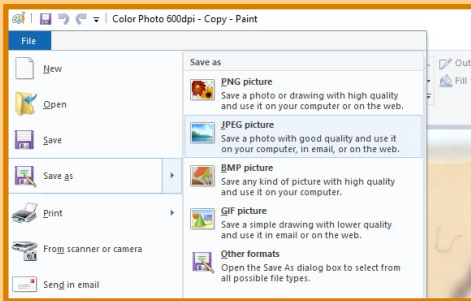 Color Photo 600dpi - Copy - Paint
File
New
Open
Save
Save as
Print
From scanner or camera
Send in email
Save as
PNG picture
Save a photo or drawing with high quality
and use it on your computer or on the web.
JPEG picture
Save a photo with good quality and use it
on your computer, in email, or on the web.
BMP picture
Save any kind of picture with high quality
and use it on your computer.
GIF picture
Save a simple drawing with lower quality
and use it in email or on the web.
Other formats
Open the Save As dialog box to select from
all possible file types.
Out
Fill